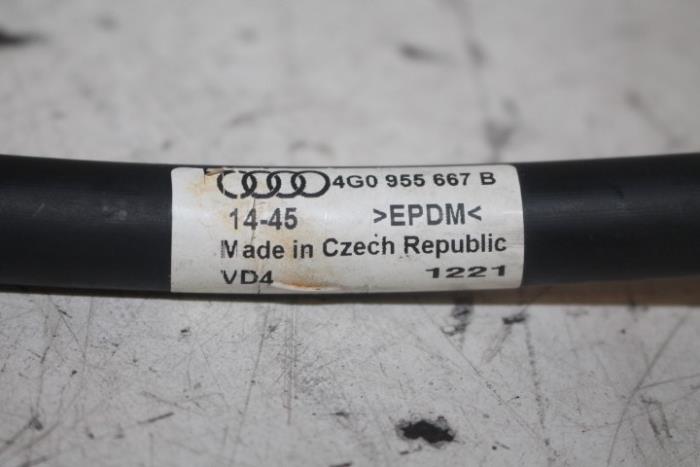 4G0 955 667 B
14-45 >EPDM<
Made in Czech Republic
VD4 1221